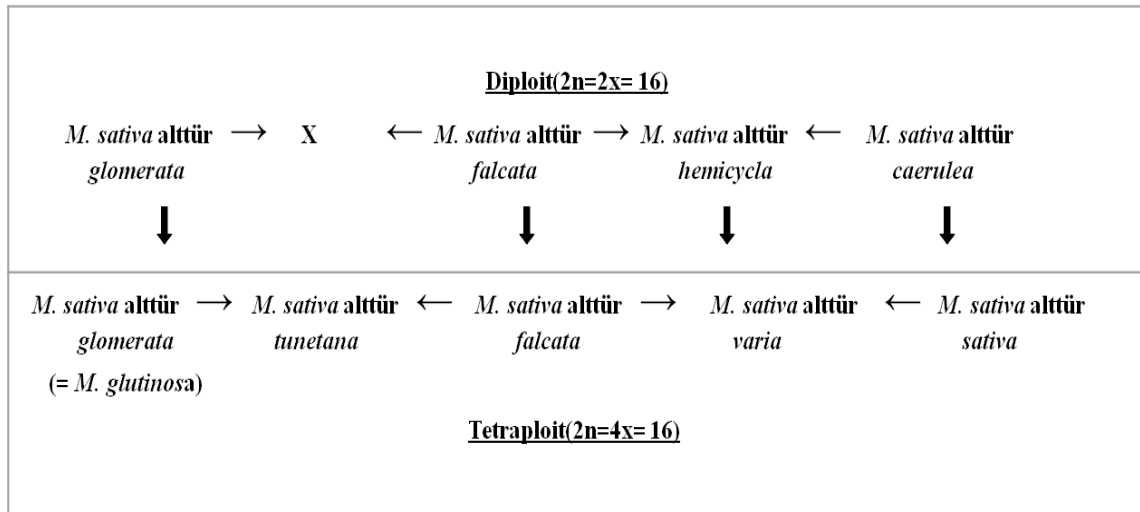 Diploit(2n=2x= 16)
M. sativa alttür → X ← M. sativa alttür → M. sativa alttür ← M. sativa alttür
glomerata falcata hemicycla caerulea
M. sativa alttür → M. sativa alttür ← M. sativa alttür → M. sativa alttür ← M. sativa alttür
glomerata tunetana falcata varia sativa
(= M. glutinosa)
Tetraploit(2n=4x= 16)